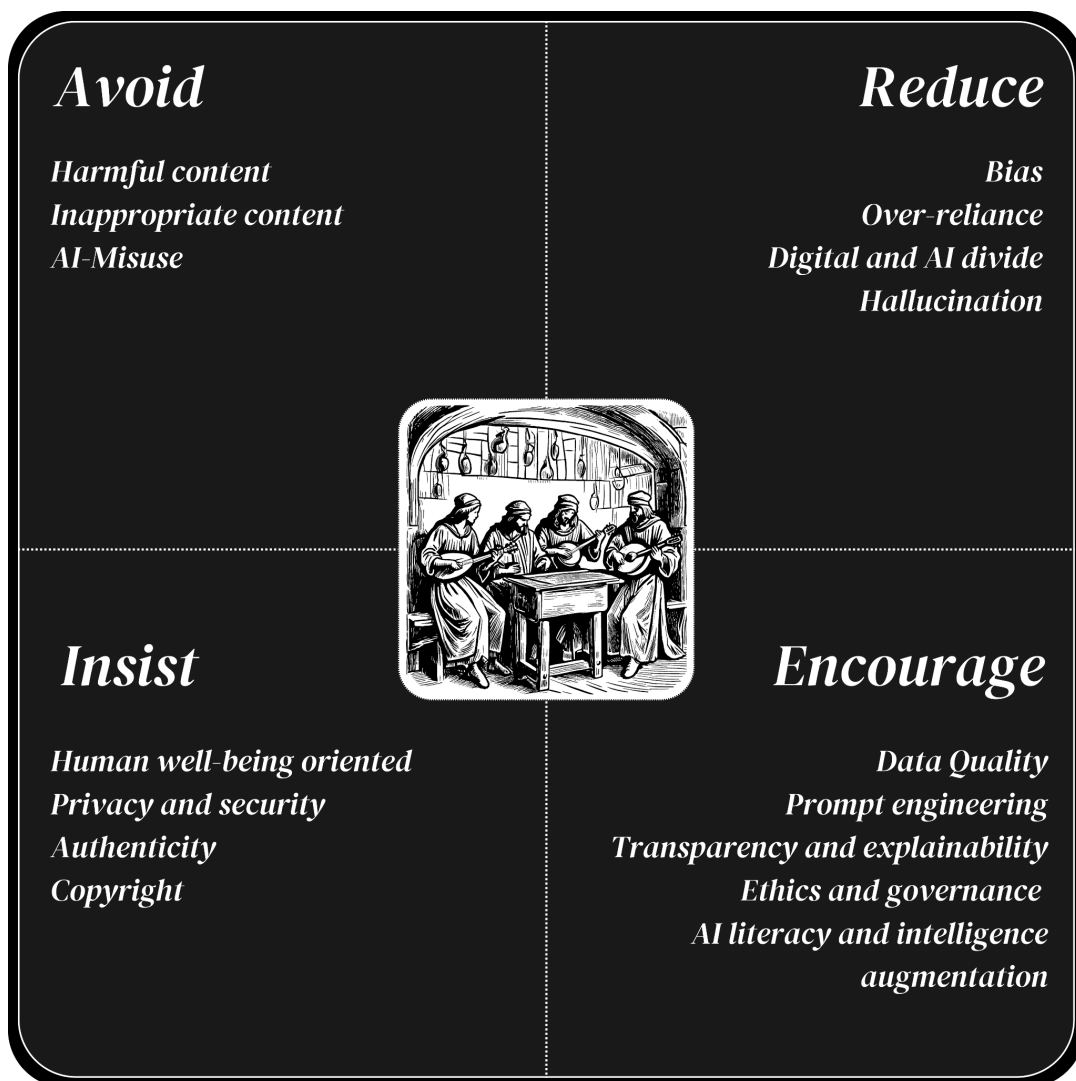 Avoid
Harmful content
Inappropriate content
AI-Misuse
Reduce
Bias
Over-reliance
Digital and AI divide
Hallucination
Insist
Human well-being oriented
Privacy and security
Authenticity
Copyright
Encourage
Data Quality
Prompt engineering
Transparency and explainability
Ethics and governance
AI literacy and intelligence
augmentation